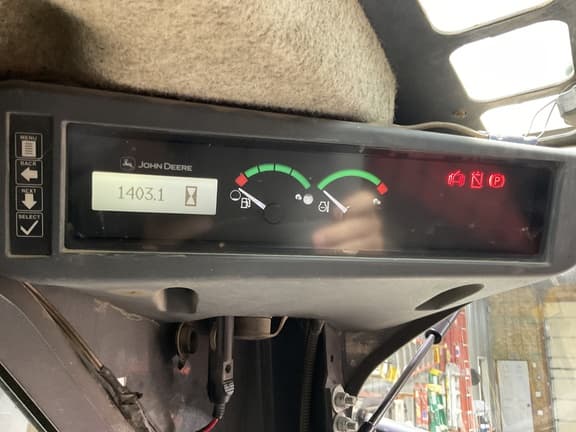 MENU
BACK
NEXT
SELECT
JOHN DEERE
1403.1
P